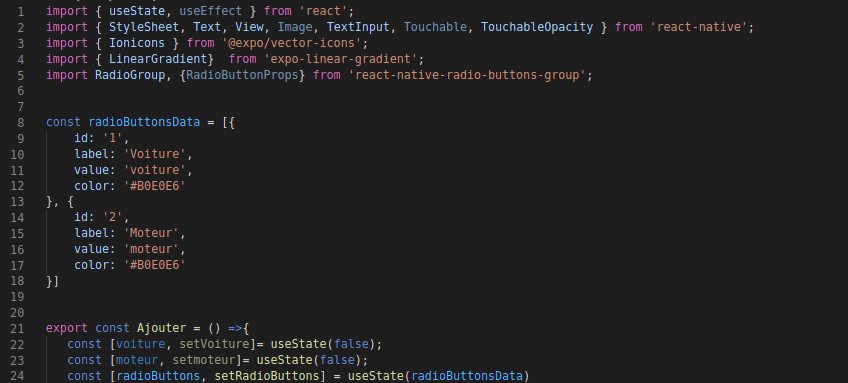 1 import { useState, useEffect } from 'react';
2 import { StyleSheet, Text, View, Image, TextInput, Touchable, TouchableOpacity } from 'react-native';
3 import { Ionicons } from '@expo/vector-icons';
4 import { LinearGradient}  from 'expo-linear-gradient';
5 import RadioGroup, {RadioButtonProps} from 'react-native-radio-buttons-group';
6
7
8 const radioButtonsData = [{
9     id: '1',
10     label: 'Voiture',
11     value: 'voiture',
12     color: '#B0E0E6'
13 }, {
14     id: '2',
15     label: 'Moteur',
16     value: 'moteur',
17     color: '#B0E0E6'
18 }]
19
20
21 export const Ajouter = () =>{
22    const [voiture, setVoiture]= useState(false);
23    const [moteur, setmoteur]= useState(false);
24    const [radioButtons, setRadioButtons] = useState(radioButtonsData)